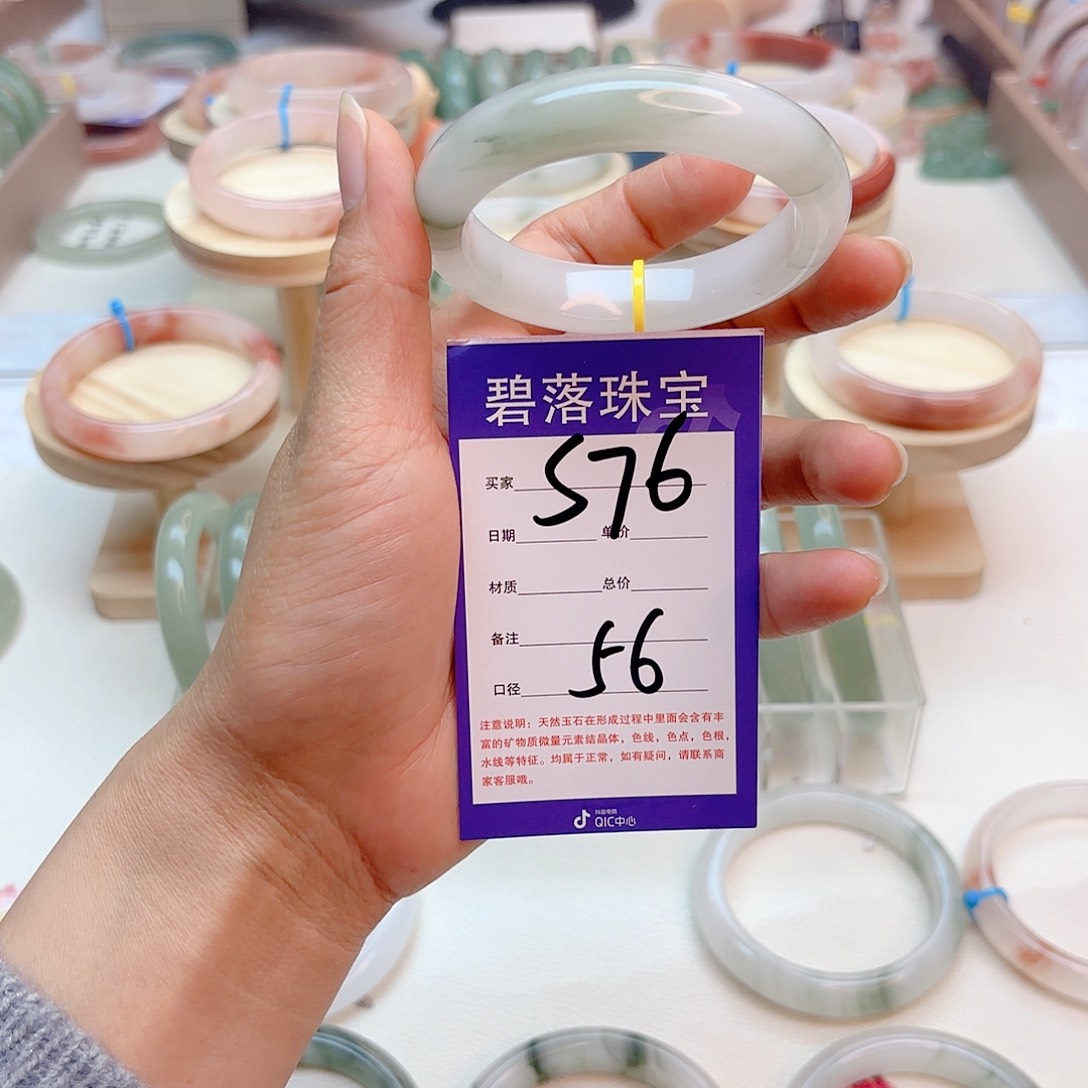 碧落珠宝
买家 576
日期 单价
材质 总价
备注
口径 56
注意说明：天然玉石在形成过程中里面会含有丰
富的矿物质微量元素结晶体，色线，色点，色根，
水线等特征。均属于正常，如有疑问，请联系商
家客服哦。
抖音电商
QIC中心